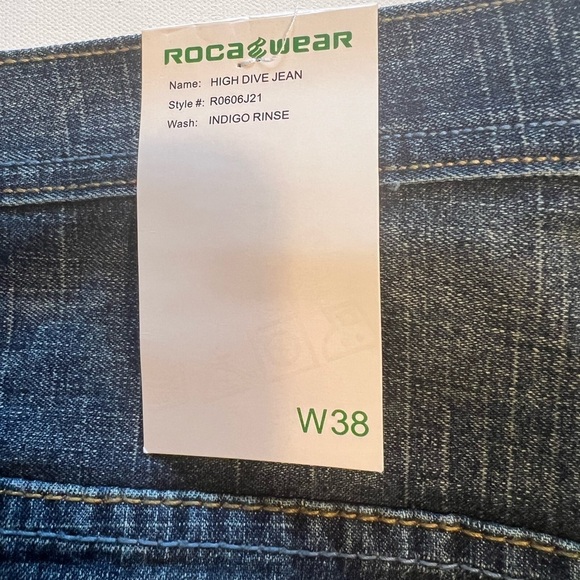 ROCAWEAR
Name: HIGH DIVE JEAN
Style #: R0606J21
Wash: INDIGO RINSE
W38